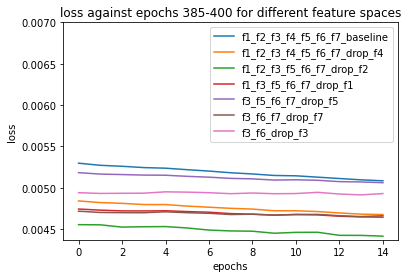 loss against epochs 385-400 for different feature spaces
0.0070
0.0065
0.0060
0.0055
0.0050
0.0045
loss
f1_f2_f3_f4_f5_f6_f7_baseline
f1_f2_f3_f4_f5_f6_f7_drop_f4
f1_f2_f3_f5_f6_f7_drop_f2
f1_f3_f5_f6_f7_drop_f1
f3_f5_f6_f7_drop_f5
f3_f6_f7_drop_f7
f3_f6_drop_f3
0 2 4 6 8 10 12 14
epochs